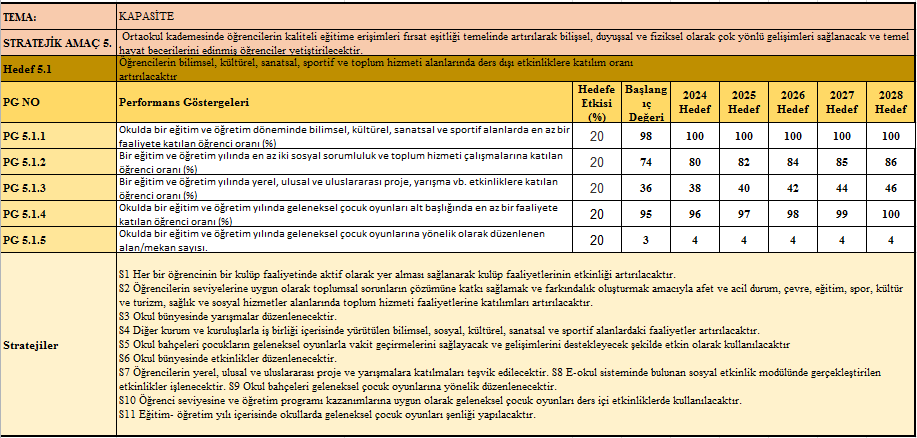 TEMA: KAPASİTE
STRATEJİK AMAÇ 5. Ortaokul kademesinde öğrencilerin kaliteli eğitime erişimleri fırsat eşitliği temelinde artırılarak bilişsel, duyuşsal ve fiziksel olarak çok yönlü gelişimleri sağlanacak ve temel
hayat becerilerini edinmiş öğrenciler yetiştirilecektir.
Hedef 5.1 Öğrencilerin bilimsel, kültürel, sanatsal, sportif ve toplum hizmeti alanlarında ders dışı etkinliklere katılım oranı
artırılacaktır
PG NO Performans Göstergeleri Hedefe Etkisi (%) Başlangıç Değeri 2024 Hedef 2025 Hedef 2026 Hedef 2027 Hedef 2028 Hedef
PG 5.1.1 Okulda bir eğitim ve öğretim döneminde bilimsel, kültürel, sanatsal ve sportif alanlarda en az bir
faaliyete katılan öğrenci oranı (%) 20 98 100 100 100 100 100
PG 5.1.2 Bir eğitim ve öğretim yılında en az iki sosyal sorumluluk ve toplum hizmeti çalışmalarına katılan
öğrenci oranı (%) 20 74 80 82 84 85 86
PG 5.1.3 Bir eğitim ve öğretim yılında yerel, ulusal ve uluslararası proje, yarışma vb. etkinliklere katılan
öğrenci oranı (%) 20 36 38 40 42 44 46
PG 5.1.4 Okulda bir eğitim ve öğretim yılında geleneksel çocuk oyunları alt başlığında en az bir faaliyete
katılan öğrenci oranı (%) 20 95 96 97 98 99 100
PG 5.1.5 Okulda bir eğitim ve öğretim yılında geleneksel çocuk oyunlarına yönelik olarak düzenlenen
alan/mekan sayısı. 20 3 4 4 4 4 4
Stratejiler
S1 Her bir öğrencinin bir kulüp faaliyetinde aktif olarak yer alması sağlanarak kulüp faaliyetlerinin etkinliği artırılacaktır.
S2 Öğrencilerin seviyelerine uygun olarak toplumsal sorunların çözümüne katkı sağlamak ve farkındalık oluşturmak amacıyla afet ve acil durum, çevre, eğitim, spor, kültür
ve turizm, sağlık ve sosyal hizmetler alanlarında toplum hizmeti faaliyetlerine katılımları artırılacaktır.
S3 Okul bünyesinde yarışmalar düzenlenecektir.
S4 Diğer kurum ve kuruluşlarla iş birliği içerisinde yürütülen bilimsel, sosyal, kültürel, sanatsal ve sportif alanlardaki faaliyetler artırılacaktır.
S5 Okul bahçeleri çocukların geleneksel oyunlarla vakit geçirmelerini sağlayacak ve gelişimlerini destekleyecek şekilde etkin olarak kullanılacaktır
S6 Okul bünyesinde etkinlikler düzenlenecektir.
S7 Öğrencilerin yerel, ulusal ve uluslararası proje ve yarışmalara katılmaları teşvik edilecektir. S8 E-okul sisteminde bulunan sosyal etkinlik modülünde gerçekleştirilen
etkinlikler işlenecektir. S9 Okul bahçeleri geleneksel çocuk oyunlarına yönelik düzenlenecektir.
S10 Öğrenci seviyesine ve öğretim programı kazanımlarına uygun olarak geleneksel çocuk oyunları ders içi etkinliklerde kullanılacaktır.
S11 Eğitim- öğretim yılı içerisinde okullarda geleneksel çocuk oyunları şenliği yapılacaktır.